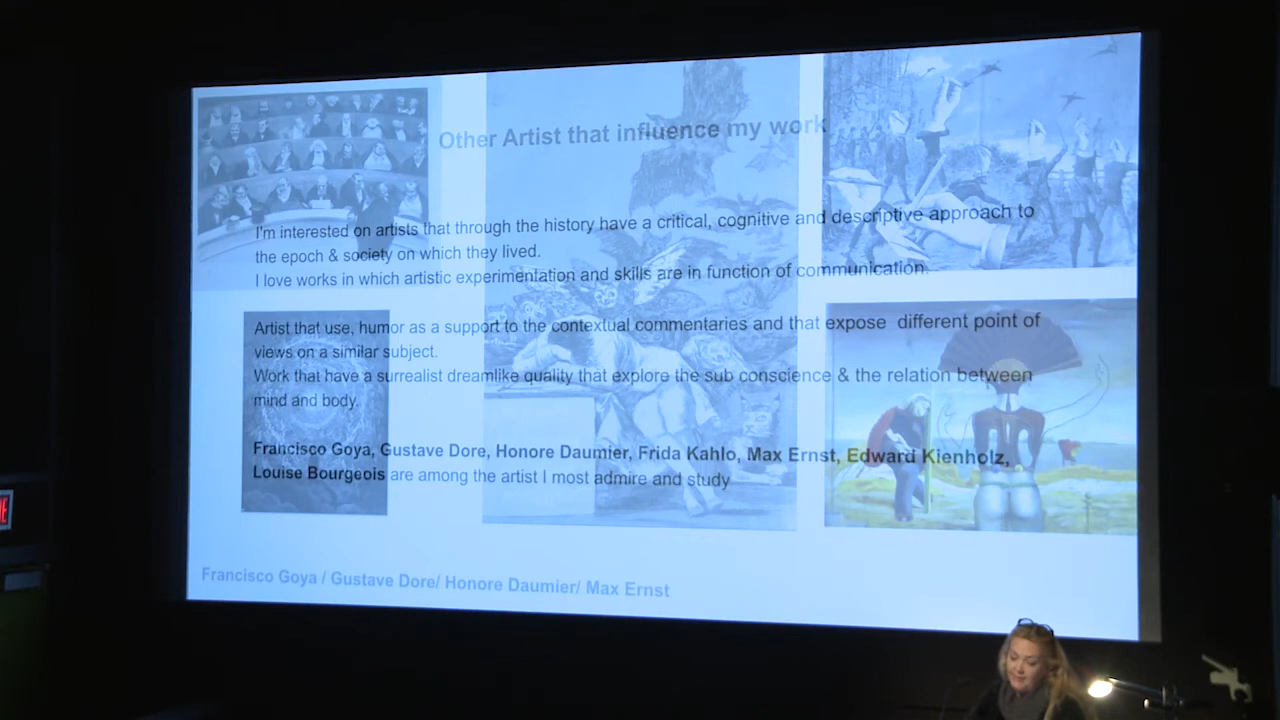 Other Artist that influence my work
I'm interested on artists that through the history have a critical, cognitive and descriptive approach to
the epoch & society on which they lived.
I love works in which artistic experimentation and skills are in function of communication.
Artist that use, humor as a support to the contextual commentaries and that expose different point of
views on a similar subject.
Work that have a surrealist dreamlike quality that explore the sub conscience & the relation between
mind and body.
Francisco Goya, Gustave Dore, Honore Daumier, Frida Kahlo, Max Ernst, Edward Kienholz,
Louise Bourgeois are among the artist I most admire and study
Francisco Goya / Gustave Dore/ Honore Daumier/ Max Ernst